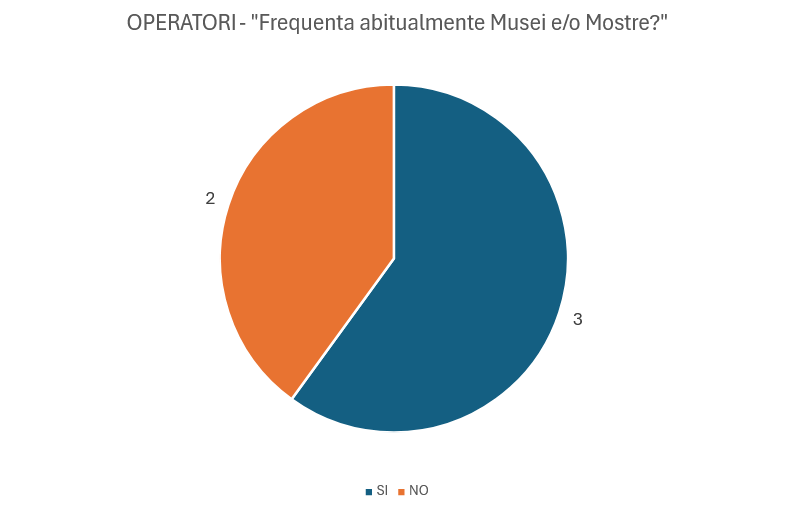 OPERATORI - "Frequenta abitualmente Musei e/o Mostre?"
2
3
SI NO